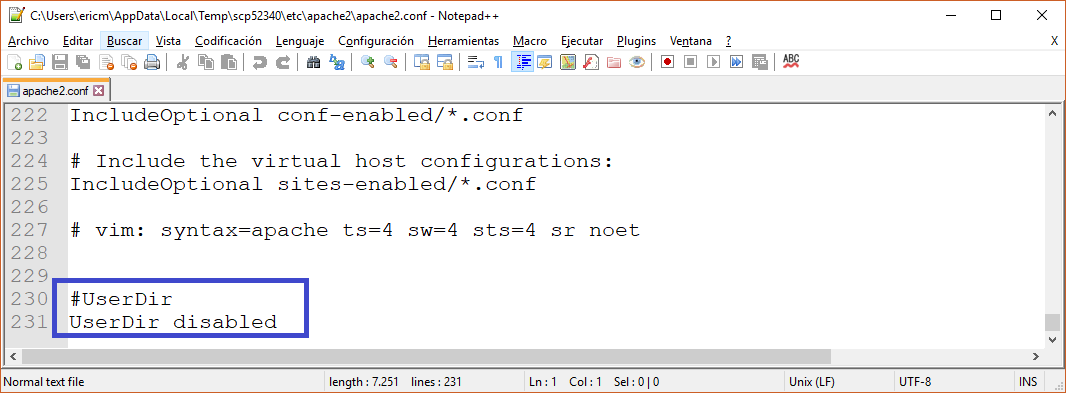 C:\Users\ericm\AppData\Local\Temp\scp52340\etc\apache2\apache2.conf - Notepad++
Archivo Editar Buscar Vista Codificación Lenguaje Configuración Herramientas Macro Ejecutar Plugins Ventana ? X
ABC
apache2.conf
222 IncludeOptional conf-enabled/*.conf
223
224 # Include the virtual host configurations:
225 IncludeOptional sites-enabled/*.conf
226
227 # vim: syntax=apache ts=4 sw=4 sts=4 sr noet
228
229
230 #UserDir
231 UserDir disabled
Normal text file length : 7.251 lines : 231 Ln : 1 Col : 1 Sel : 0 | 0 Unix (LF) UTF-8 INS